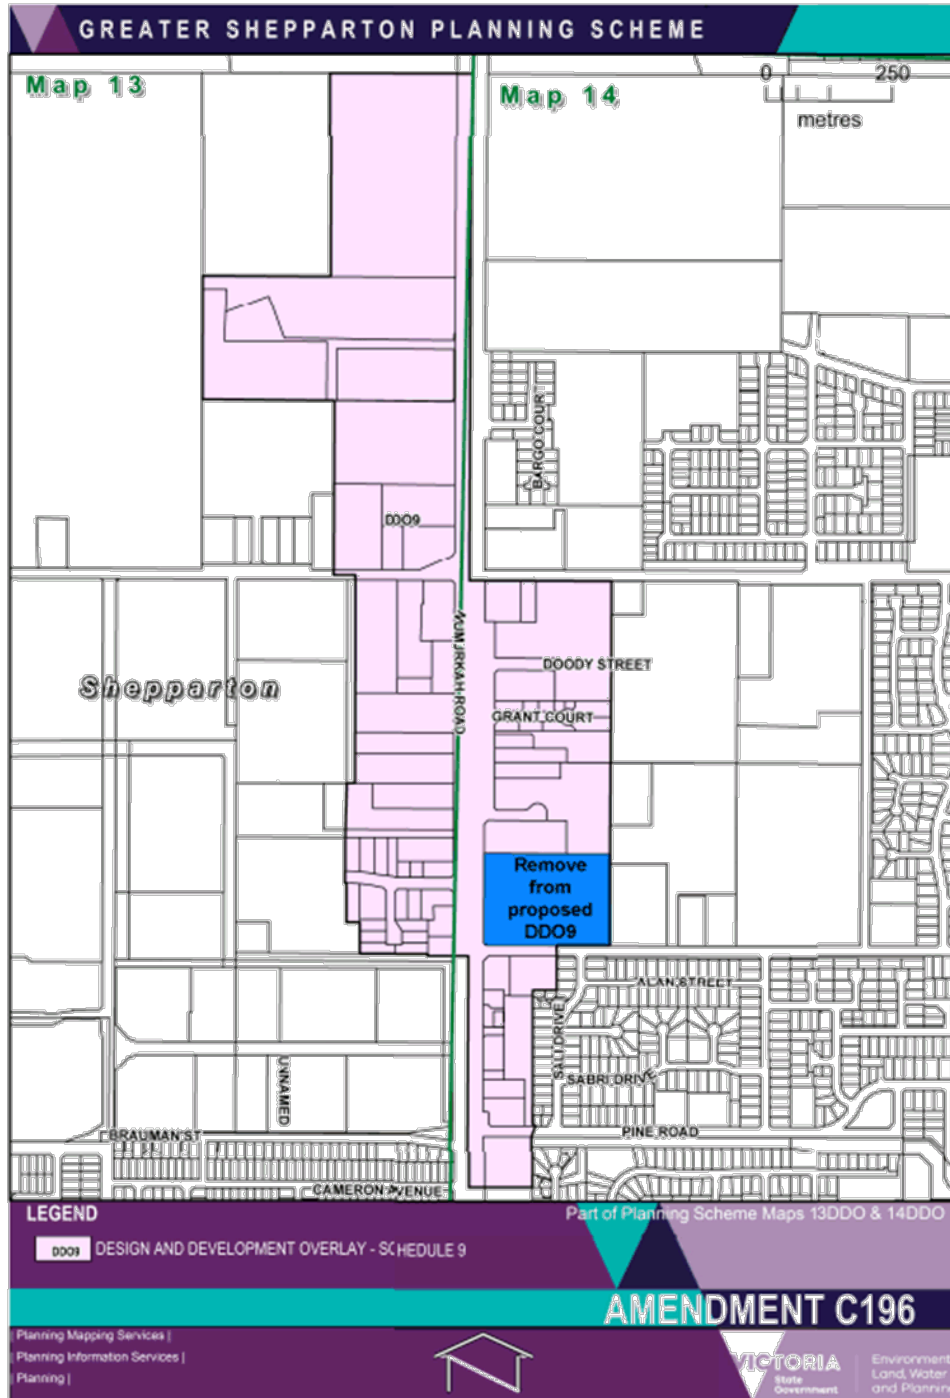 GREATER SHEPPARTON PLANNING SCHEME
Map 13
Map 14
0 250
metres
BARGO COURT
DDO9
NUMURKAH ROAD
DOODY STREET
Shepparton
GRANT COURT
Remove
from
proposed
DDO9
ALAN STREET
SALI DRIVE
SABRI DRIVE
UNNAMED
PINE ROAD
BRAUMAN ST
CAMERON AVENUE
LEGEND
Part of Planning Scheme Maps 13DDO & 14DDO
DDO9 DESIGN AND DEVELOPMENT OVERLAY - SCHEDULE 9
AMENDMENT C196
| Planning Mapping Services |
| Planning Information Services |
| Planning |
VICTORIA
State
Government
Environment
Land, Water
and Planning